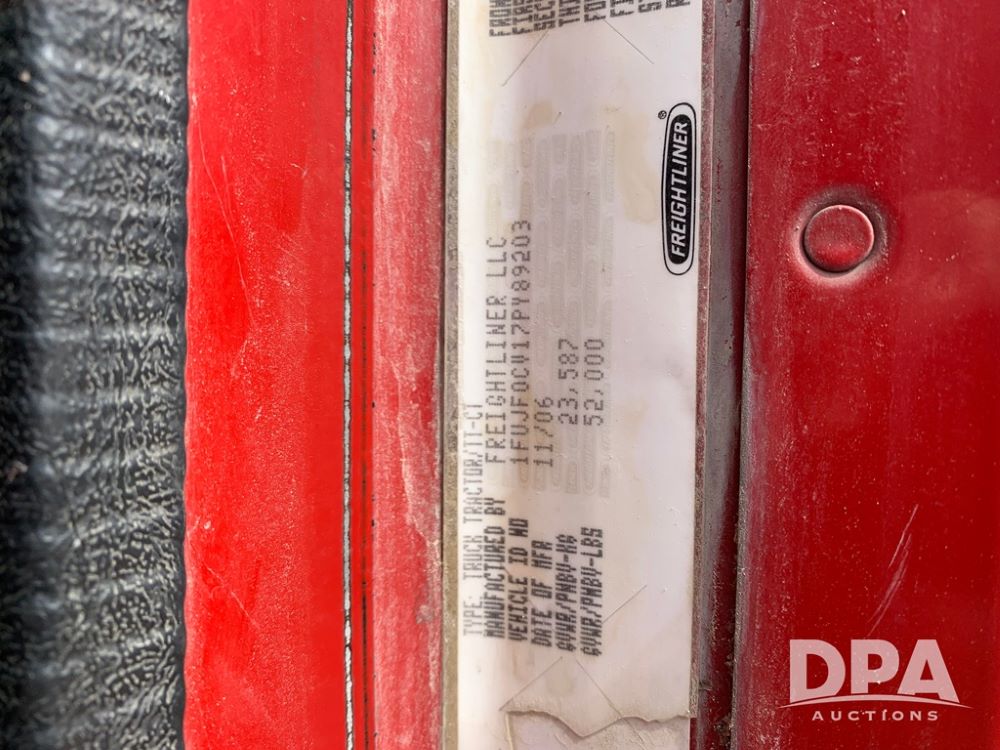 TYPE: TRUCK TRACTOR/TT-CT
MANUFACTURED BY FREIGHTLINER LLC
VEHICLE ID NO 1FUJF0CV17PY89203
DATE OF MFR 11/06
GVWR/PNBV-KG 23,587
GVWR/PNBV-LBS 52,000
FREIGHTLINER®
DPA
AUCTIONS